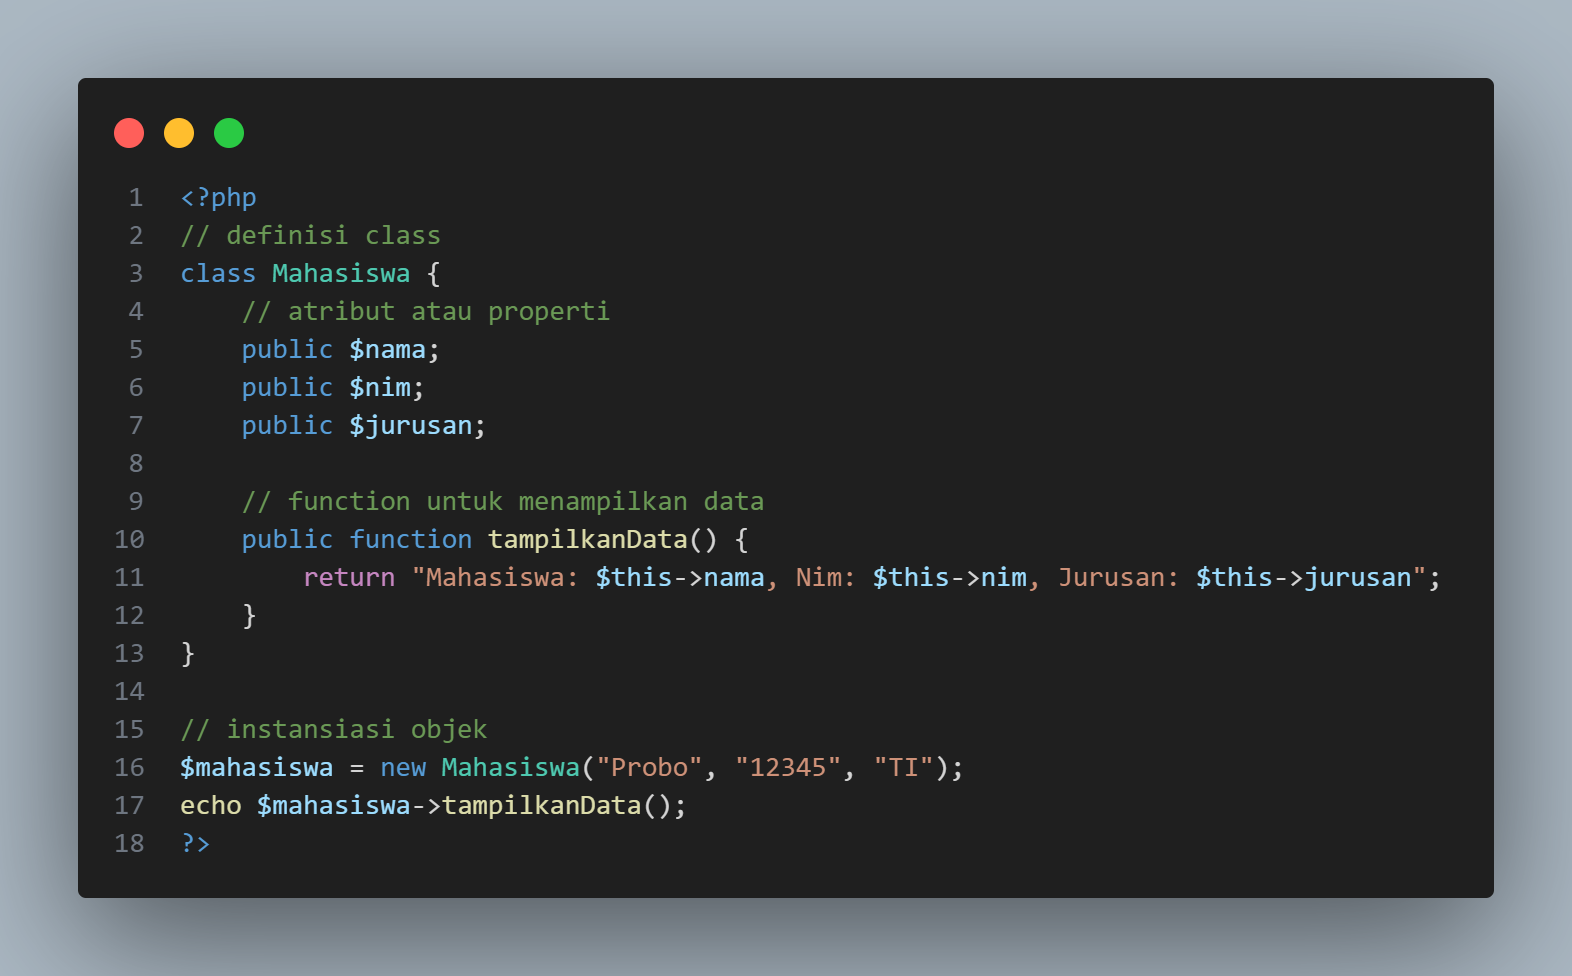 1 <?php
2 // definisi class
3 class Mahasiswa {
4     // atribut atau properti
5     public $nama;
6     public $nim;
7     public $jurusan;
8
9     // function untuk menampilkan data
10     public function tampilkanData() {
11         return "Mahasiswa: $this->nama, Nim: $this->nim, Jurusan: $this->jurusan";
12     }
13 }
14
15 // instansiasi objek
16 $mahasiswa = new Mahasiswa("Probo", "12345", "TI");
17 echo $mahasiswa->tampilkanData();
18 ?>